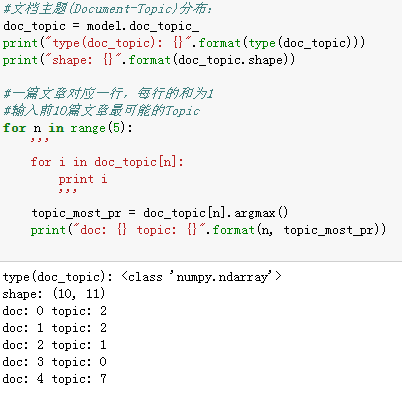 #文档主题(Document-Topic)分布：
doc_topic = model.doc_topic_
print("type(doc_topic): {}".format(type(doc_topic)))
print("shape: {}".format(doc_topic.shape))
#一篇文章对应一行，每行的和为1
#输入前10篇文章最可能的Topic
for n in range(5):
'''
for i in doc_topic[n]:
print i
'''
topic_most_pr = doc_topic[n].argmax()
print("doc: {} topic: {}".format(n, topic_most_pr))
type(doc_topic): <class 'numpy.ndarray'>
shape: (10, 11)
doc: 0 topic: 2
doc: 1 topic: 2
doc: 2 topic: 1
doc: 3 topic: 0
doc: 4 topic: 7